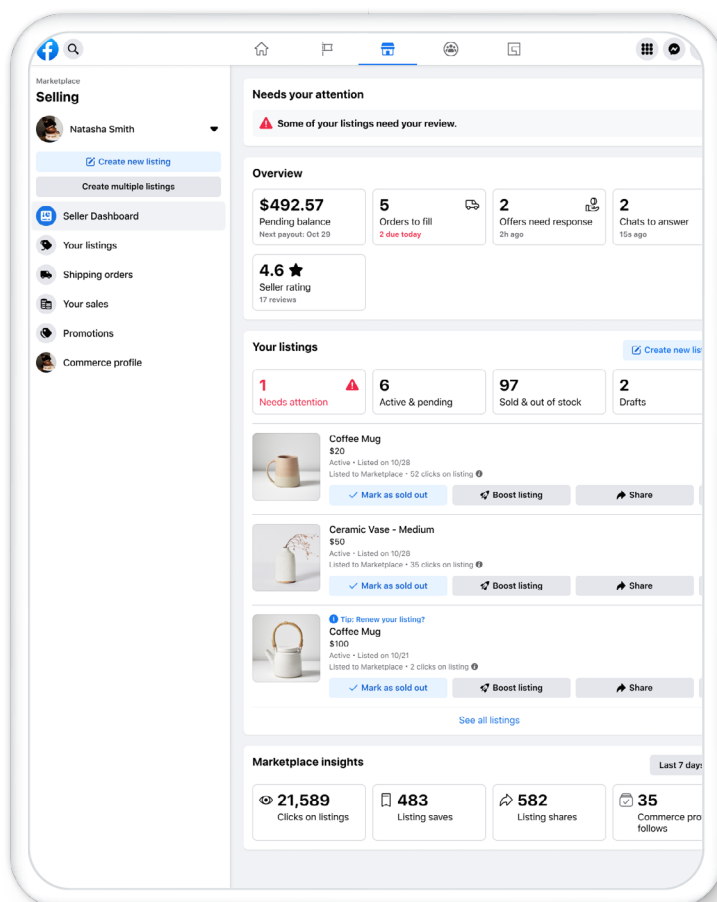 Marketplace
Selling
Natasha Smith
Create new listing
Create multiple listings
Seller Dashboard
Your listings
Shipping orders
Your sales
Promotions
Commerce profile
Needs your attention
Some of your listings need your review.
Overview
$492.57
Pending balance
Next payout: Oct 29
5
Orders to fill
2 due today
2
Offers need response
2h ago
2
Chats to answer
15s ago
4.6
Seller rating
17 reviews
Your listings
Create new lis
1
Needs attention
6
Active & pending
97
Sold & out of stock
2
Drafts
Coffee Mug
$20
Active • Listed on 10/28
Listed to Marketplace • 52 clicks on listing
Mark as sold out
Boost listing
Share
Ceramic Vase - Medium
$50
Active • Listed on 10/28
Listed to Marketplace • 35 clicks on listing
Mark as sold out
Boost listing
Share
Tip: Renew your listing?
Coffee Mug
$100
Active • Listed on 10/21
Listed to Marketplace • 2 clicks on listing
Mark as sold out
Boost listing
Share
See all listings
Marketplace insights
Last 7 days
21,589
Clicks on listings
483
Listing saves
582
Listing shares
35
Commerce pro
follows